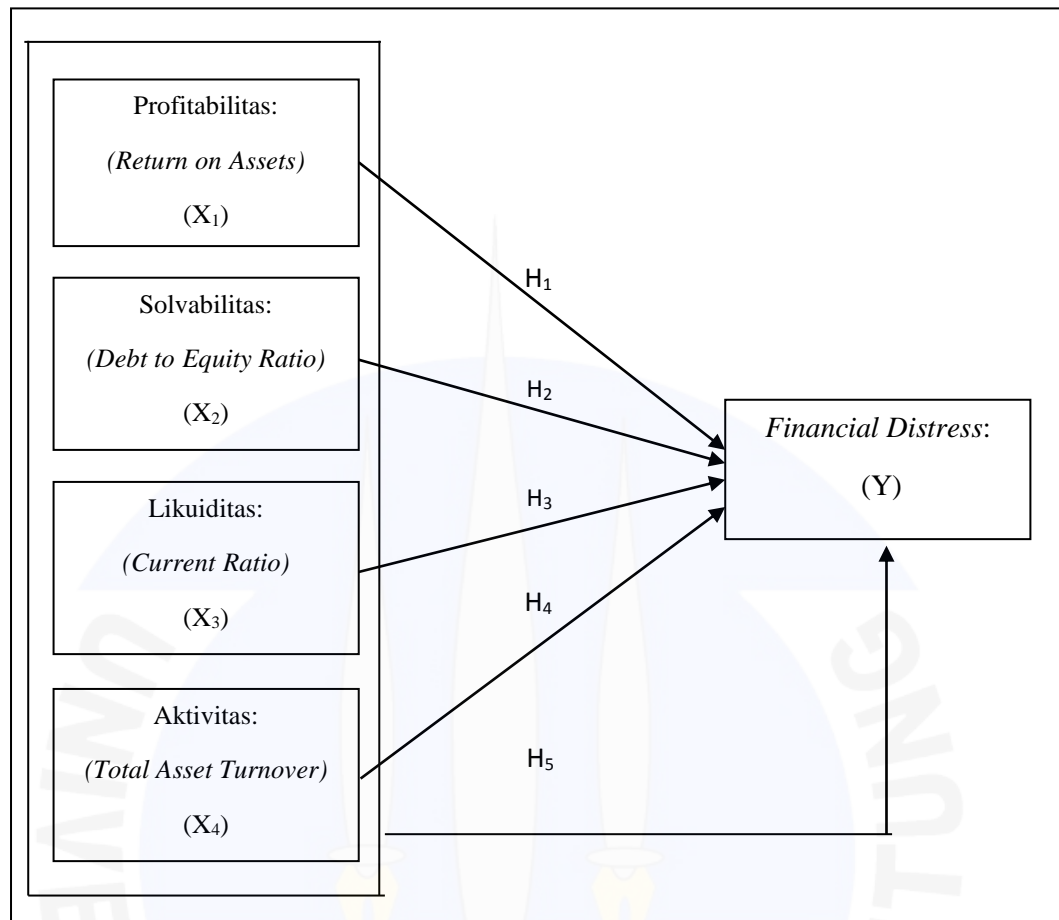 Profitabilitas:
(Return on Assets)
(X₁)
H₁
Solvabilitas:
(Debt to Equity Ratio)
(X₂)
H₂
Financial Distress:
(Y)
Likuiditas:
(Current Ratio)
(X₃)
H₃
H₄
Aktivitas:
(Total Asset Turnover)
(X₄)
H₅